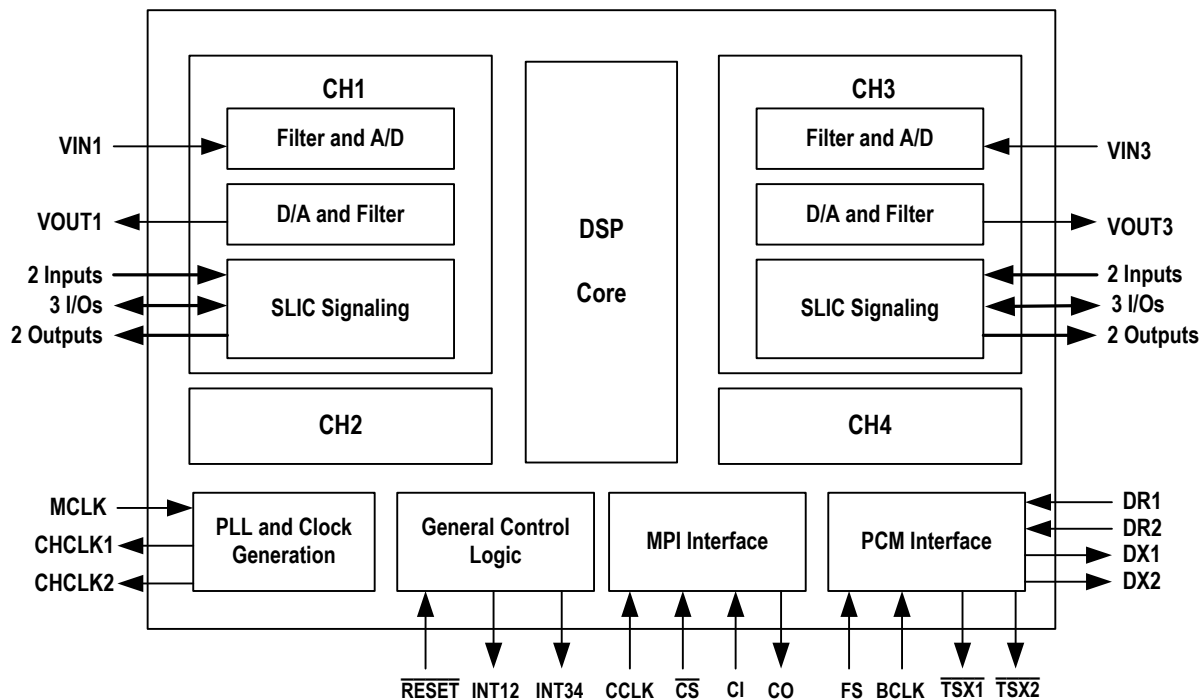 CH1
Filter and A/D
D/A and Filter
SLIC Signaling
VIN1
VOUT1
2 Inputs
3 I/Os
2 Outputs
CH2
DSP
Core
CH3
Filter and A/D
D/A and Filter
SLIC Signaling
VIN3
VOUT3
2 Inputs
3 I/Os
2 Outputs
CH4
MCLK
CHCLK1
CHCLK2
PLL and Clock
Generation
General Control
Logic
MPI Interface
PCM Interface
DR1
DR2
DX1
DX2
RESET INT12 INT34 CCLK CS CI CO FS BCLK TSX1 TSX2